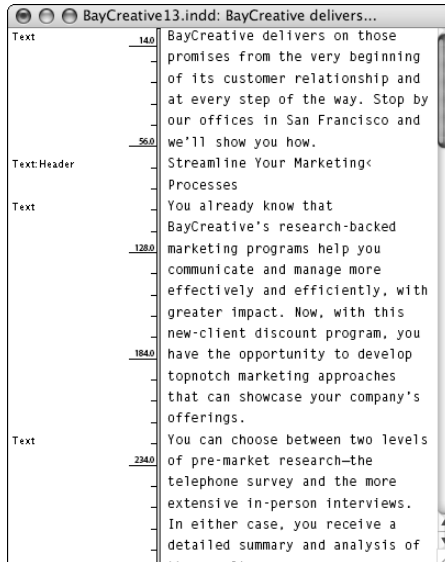 BayCreative13.indd: BayCreative delivers...
Text
14.0
BayCreative delivers on those
promises from the very beginning
of its customer relationship and
at every step of the way. Stop by
our offices in San Francisco and
56.0
we'll show you how.
Text:Header
Streamline Your Marketing<
Processes
Text
You already know that
BayCreative's research-backed
128.0
marketing programs help you
communicate and manage more
effectively and efficiently, with
greater impact. Now, with this
new-client discount program, you
184.0
have the opportunity to develop
topnotch marketing approaches
that can showcase your company's
offerings.
Text
You can choose between two levels
234.0
of pre-market research—the
telephone survey and the more
extensive in-person interviews.
In either case, you receive a
detailed summary and analysis of